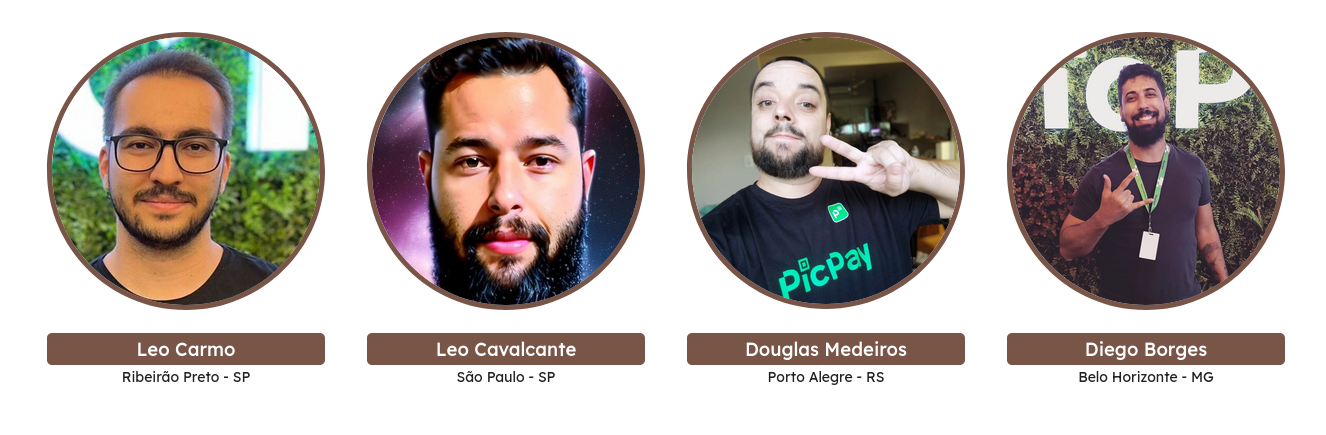 PicPay
icP
Leo Carmo
Leo Cavalcante
Douglas Medeiros
Diego Borges
Ribeirão Preto - SP
São Paulo - SP
Porto Alegre - RS
Belo Horizonte - MG